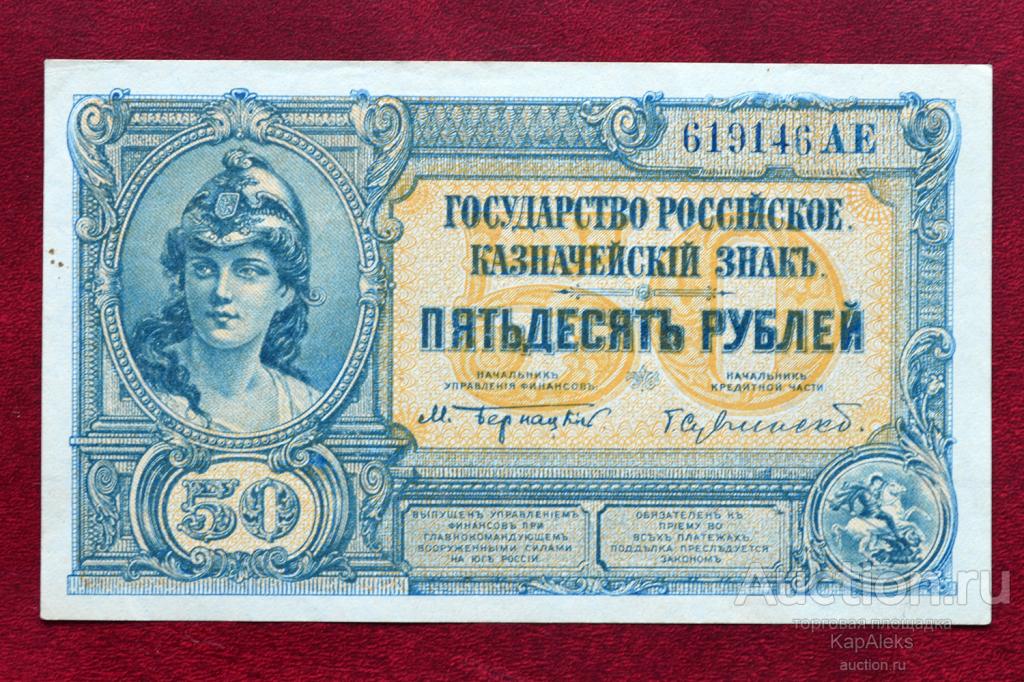 619146 АЕ
ГОСУДАРСТВО РОССІЙСКОЕ.
КАЗНАЧЕЙСКІЙ ЗНАКЪ.
50
ПЯТЬДЕСЯТЪ РУБЛЕЙ
НАЧАЛЬНИКЪ
УПРАВЛЕНІЯ ФИНАНСОВЪ.
НАЧАЛЬНИКЪ
КРЕДИТНОЙ ЧАСТИ
М. Бернацкій.
50
ВЫПУЩЕНЪ УПРАВЛЕНІЕМЪ
ФИНАНСОВЪ ПРИ
ГЛАВНОКОМАНДУЮЩЕМЪ
ВООРУЖЕННЫМИ СИЛАМИ
НА ЮГѢ РОССІИ.
ОБЯЗАТЕЛЕНЪ КЪ
ПРІЕМУ ВО
ВСѢХЪ ПЛАТЕЖАХЪ.
ПОДДѢЛКА ПРЕСЛѢДУЕТСЯ
ЗАКОНОМЪ.
Auction.ru
торговая площадка
KapAleks
auction.ru